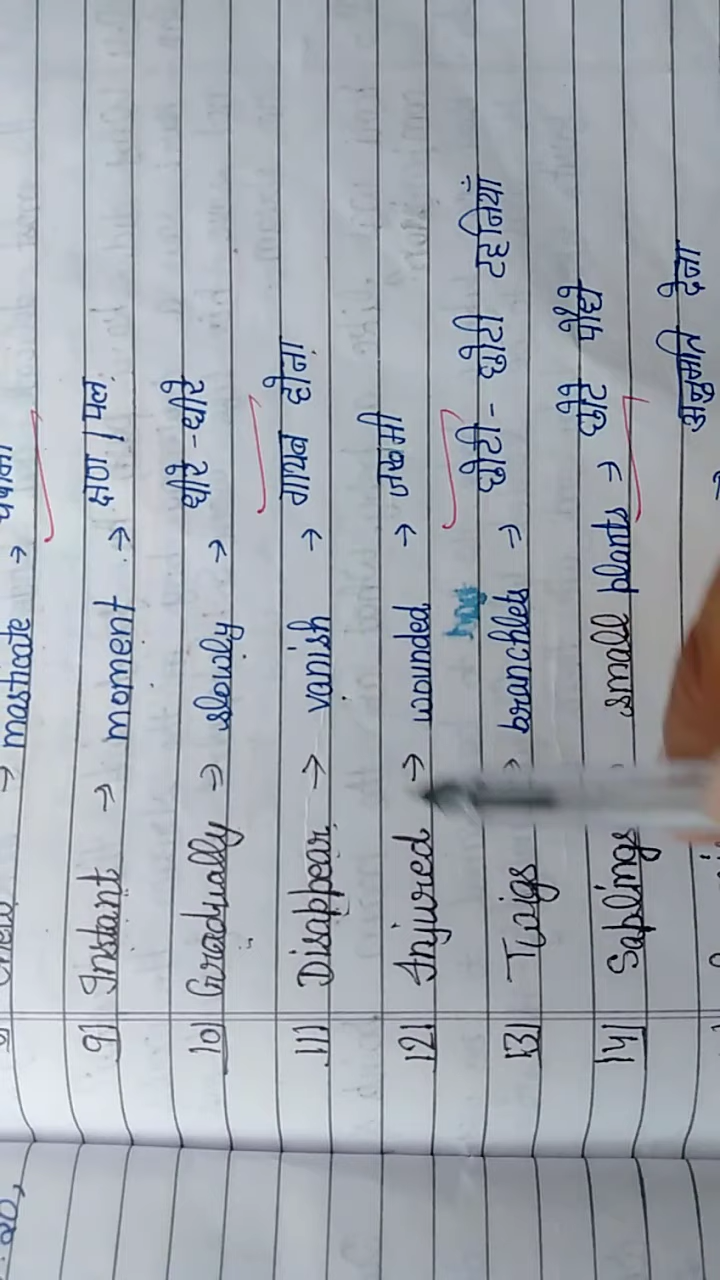 → masticate →
9) Instant → moment → क्षण / पल
10) Gradually → slowly → धीरे-धीरे
11) Disappear → vanish → गायब होना
12) Injured → wounded → जख्मी
13) Twigs → branchlets → छोटी-छोटी टहनियाँ
14) Saplings → small plants → छोटे पौधे
अनुमति देना